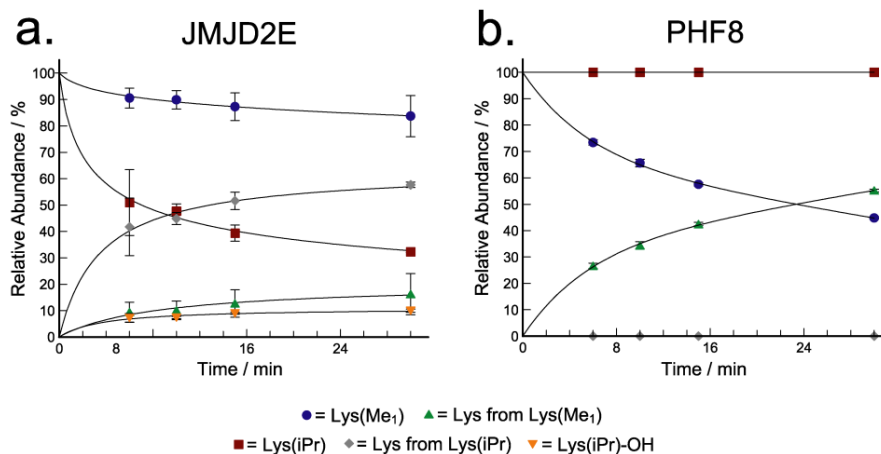 a. JMJD2E
b. PHF8
Relative Abundance / %
100
90
80
70
60
50
40
30
20
10
0
0 8 16 24
Time / min
Relative Abundance / %
100
90
80
70
60
50
40
30
20
10
0
0 8 16 24
Time / min
= Lys(Me₁) = Lys from Lys(Me₁)
= Lys(iPr) = Lys from Lys(iPr) = Lys(iPr)-OH